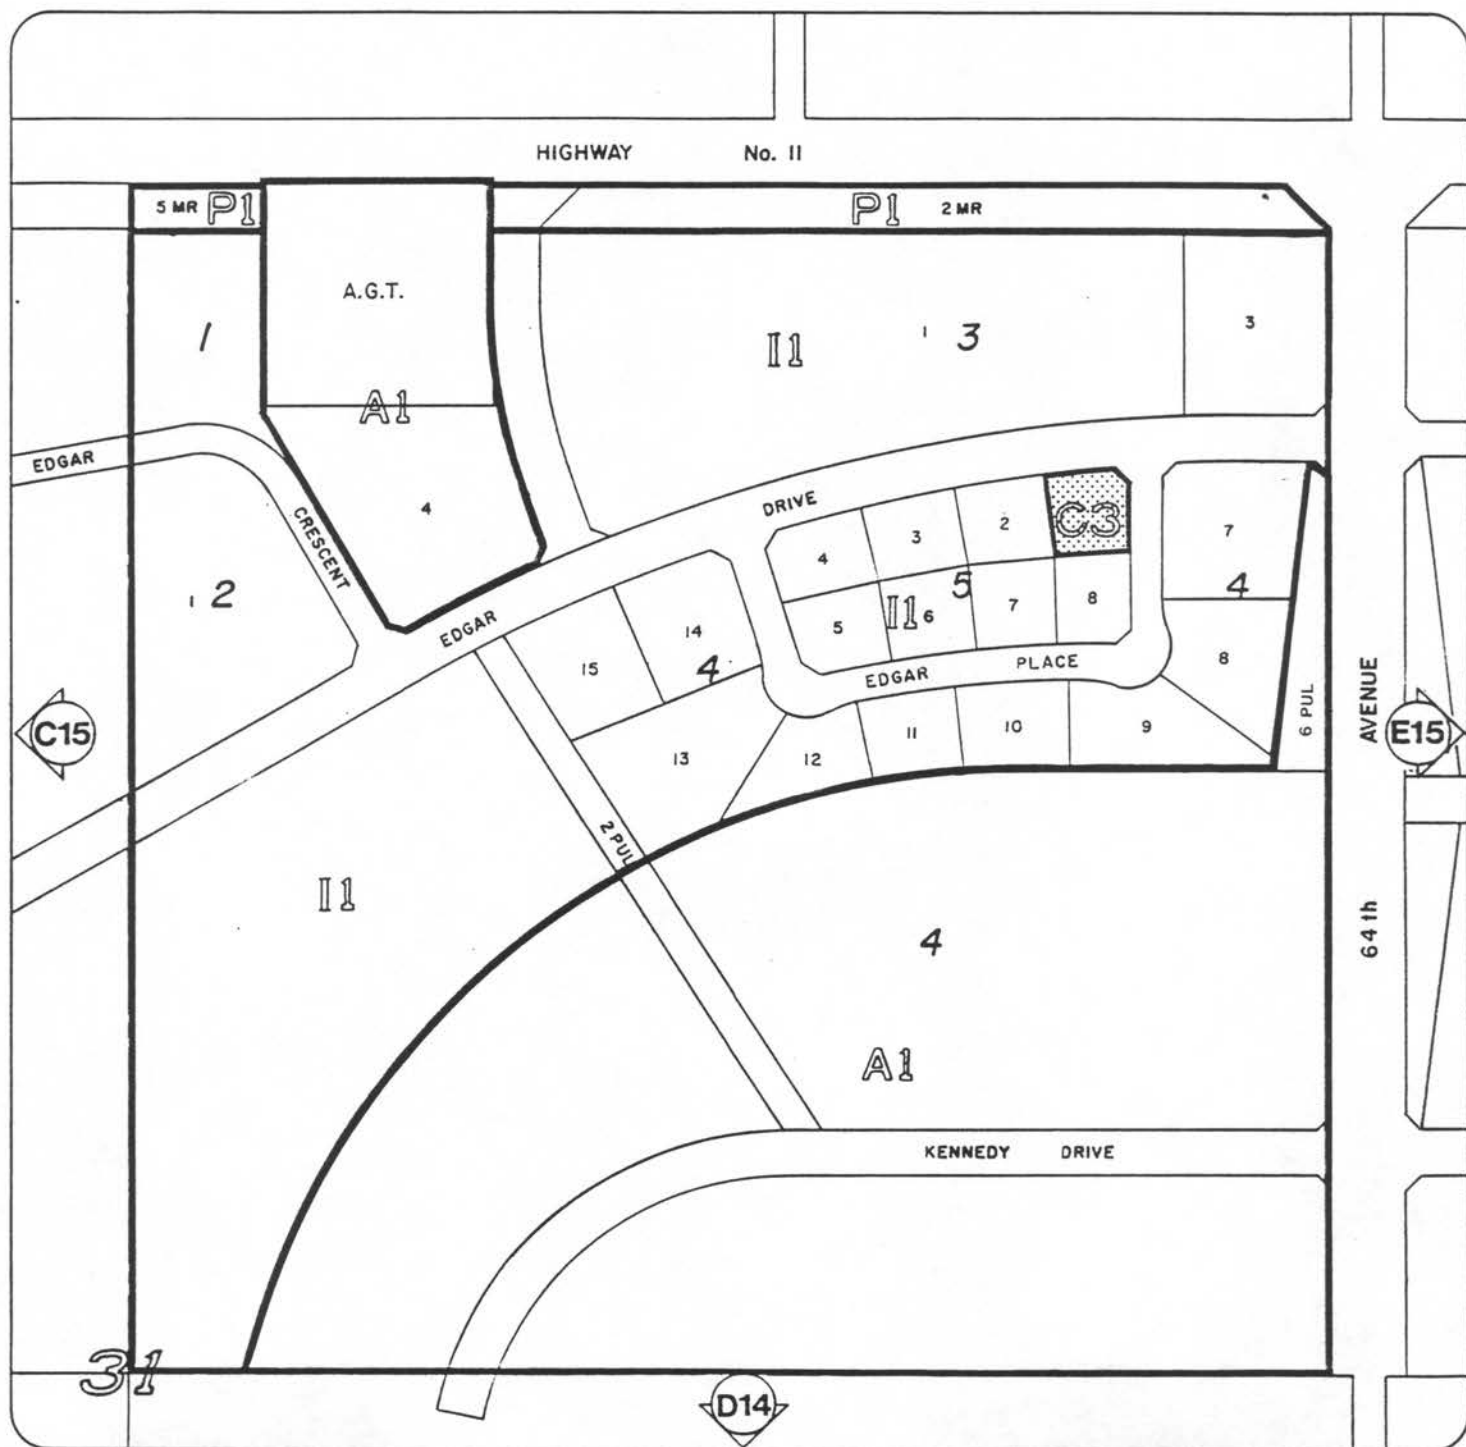 HIGHWAY No. 11
5 MR P1
P1 2 MR
A.G.T.
1
I1
1 3
3
A1
EDGAR
4
CRESCENT
DRIVE
C3
2
3
4
7
4
1 2
5
I1 6
7
8
5
EDGAR
14
15
4
EDGAR PLACE
8
AVENUE
6 PUL
C15
E15
11
10
9
12
13
2 PUL
I1
64th
4
A1
KENNEDY DRIVE
31
D14